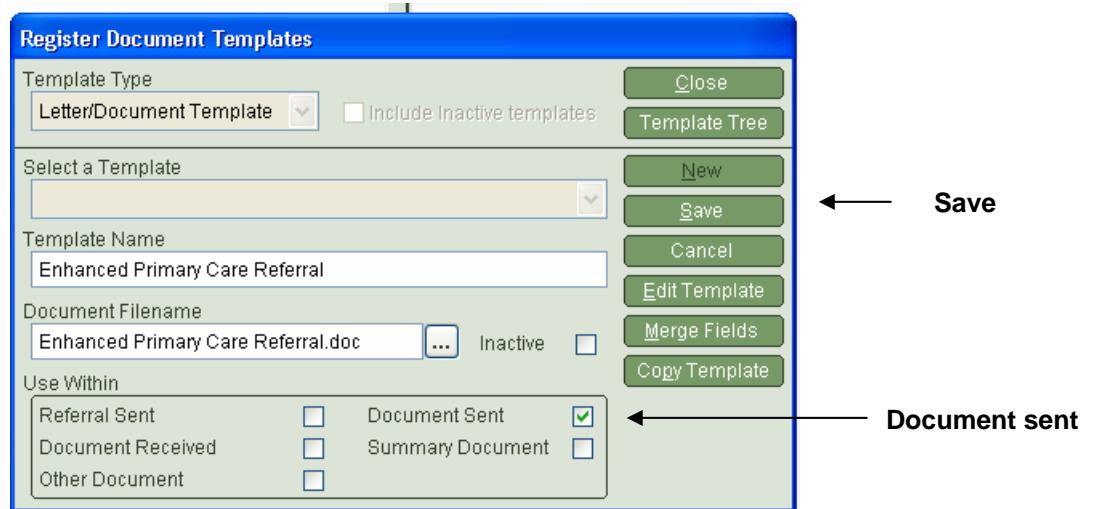 Register Document Templates
Template Type
Close
Letter/Document Template
Include Inactive templates
Template Tree
Select a Template
New
Save
Save
Template Name
Cancel
Enhanced Primary Care Referral
Edit Template
Document Filename
Merge Fields
Enhanced Primary Care Referral.doc ... Inactive
Copy Template
Use Within
Referral Sent Document Sent
Document sent
Document Received Summary Document
Other Document